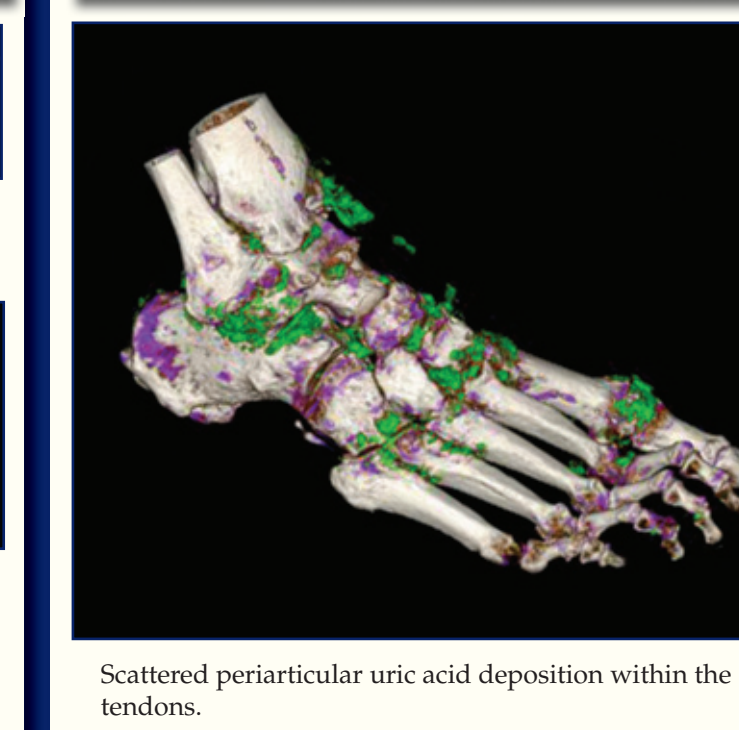 Scattered periarticular uric acid deposition within the
tendons.